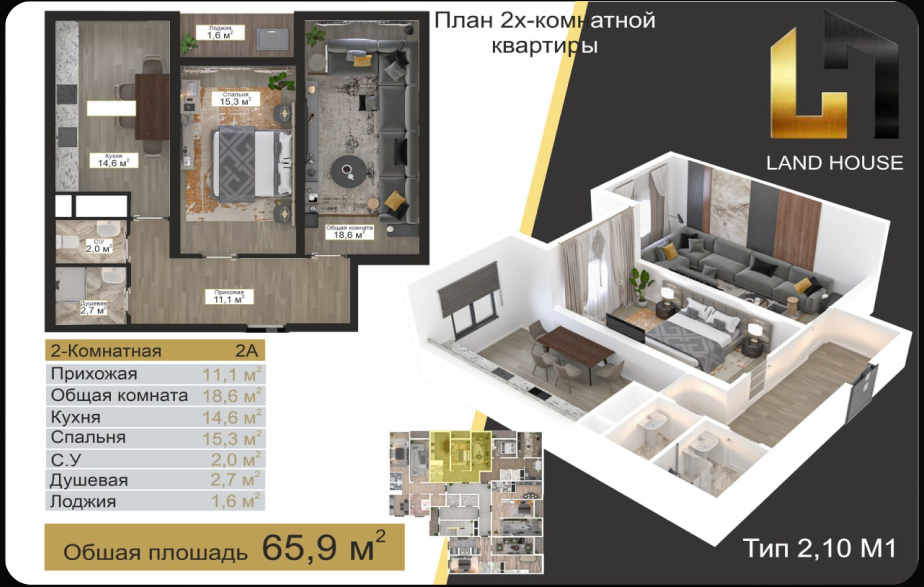 План 2х-комнатной
квартиры
LAND HOUSE
Лоджия
1,6 м²
Спальня
15,3 м²
Кухня
14,6 м²
Общая комната
18,6 м²
С\У
2,0 м²
Душевая
2,7 м²
Прихожая
11,1 м²
2-Комнатная 2А
Прихожая 11,1 м²
Общая комната 18,6 м²
Кухня 14,6 м²
Спальня 15,3 м²
С.У 2,0 м²
Душевая 2,7 м²
Лоджия 1,6 м²
Обшая плошадь 65,9 м²
Тип 2,10 М1